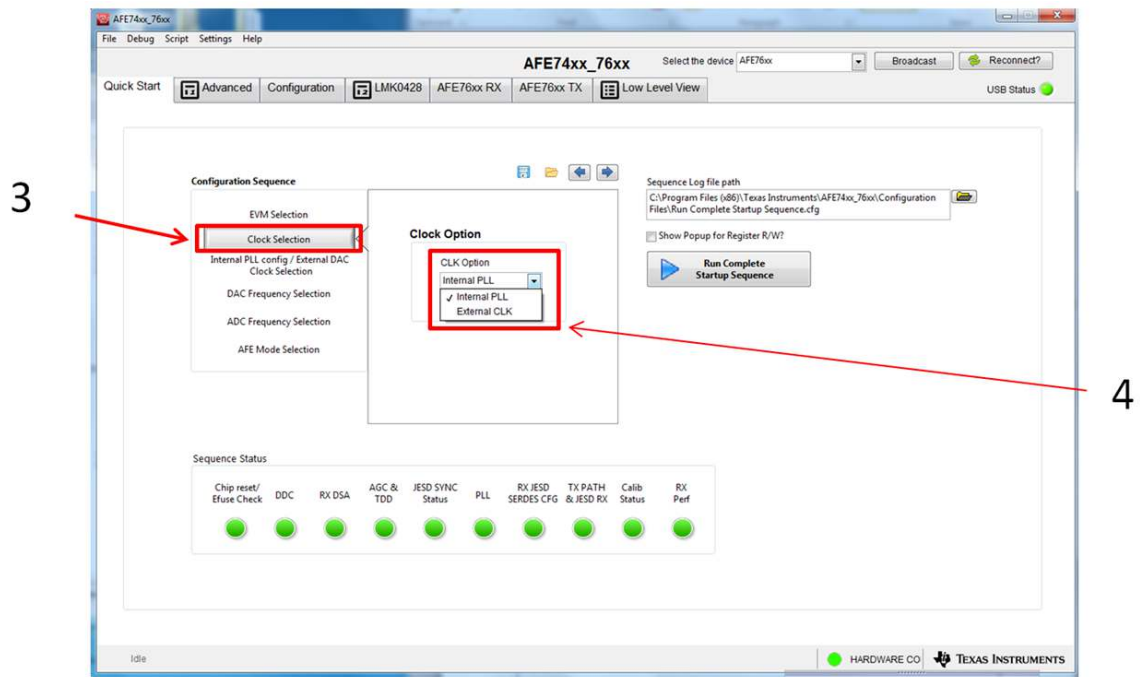 AFE74xx_76xx
File Debug Script Settings Help
AFE74xx_76xx
Select the device
AFE76xx
Broadcast
Reconnect?
Quick Start
Advanced
Configuration
LMK0428
AFE76xx RX
AFE76xx TX
Low Level View
USB Status
3
Configuration Sequence
EVM Selection
Clock Selection
Internal PLL config / External DAC
Clock Selection
DAC Frequency Selection
ADC Frequency Selection
AFE Mode Selection
Clock Option
CLK Option
Internal PLL
✓ Internal PLL
External CLK
Sequence Log file path
C:\Program Files (x86)\Texas Instruments\AFE74xx_76xx\Configuration
Files\Run Complete Startup Sequence.cfg
Show Popup for Register R/W?
Run Complete
Startup Sequence
4
Sequence Status
Chip reset/
Efuse Check
DDC
RX DSA
AGC &
TDD
JESD SYNC
Status
PLL
RX JESD
SERDES CFG
TX PATH
& JESD RX
Calib
Status
RX
Perf
Idle
HARDWARE CO
TEXAS INSTRUMENTS